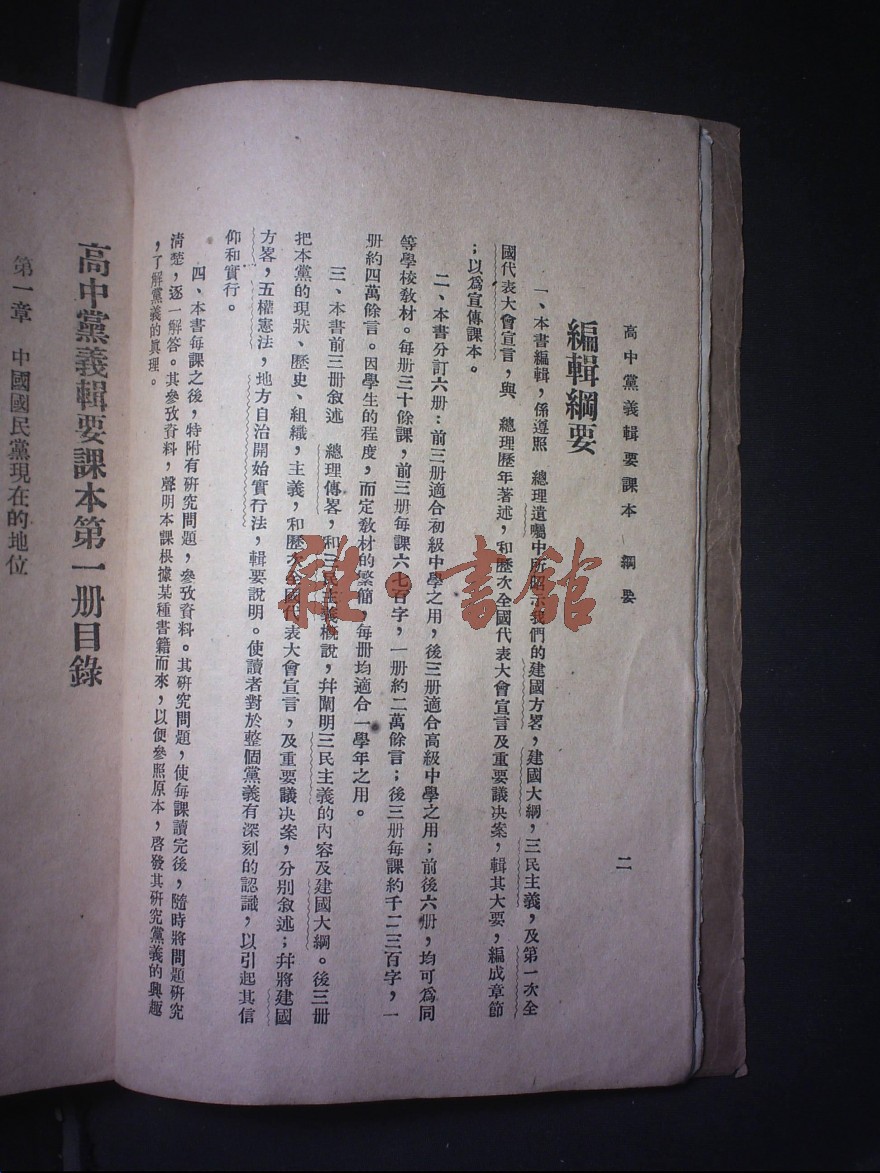 高中黨義輯要課本 綱要 二
編輯綱要
一、本書編輯，係遵照 總理遺囑中所昭示我們的建國方畧，建國大綱，三民主義，及第一次全
國代表大會宣言，與 總理歷年著述，和歷次全國代表大會宣言及重要議决案，輯其大要，編成章節
；以爲宣傳課本。
二、本書分訂六册：前三册適合初級中學之用，後三册適合高級中學之用；前後六册，均可爲同
等學校敎材。每册三十餘課，前三册每課六七百字，一册約二萬餘言；後三册每課約千二三百字，一
册約四萬餘言。因學生的程度，而定敎材的繁簡，每册均適合一學年之用。
三、本書前三册叙述 總理傳畧，和三民主義概說，幷闡明三民主義的內容及建國大綱。後三册
把本黨的現狀、歷史、組織，主義，和歷次全國代表大會宣言，及重要議决案，分別叙述；幷將建國
方畧，五權憲法，地方自治開始實行法，輯要說明。使讀者對於整個黨義有深刻的認識，以引起其信
仰和實行。
四、本書每課之後，特附有硏究問題，參攷資料。其硏究問題，使每課讀完後，隨時將問題硏究
淸楚，逐一解答。其參攷資料，聲明本課根據某種書籍而來，以便參照原本，啓發其硏究黨義的興趣
，了解黨義的眞理。
高中黨義輯要課本第一册目錄
第一章 中國國民黨現在的地位
雜·書館